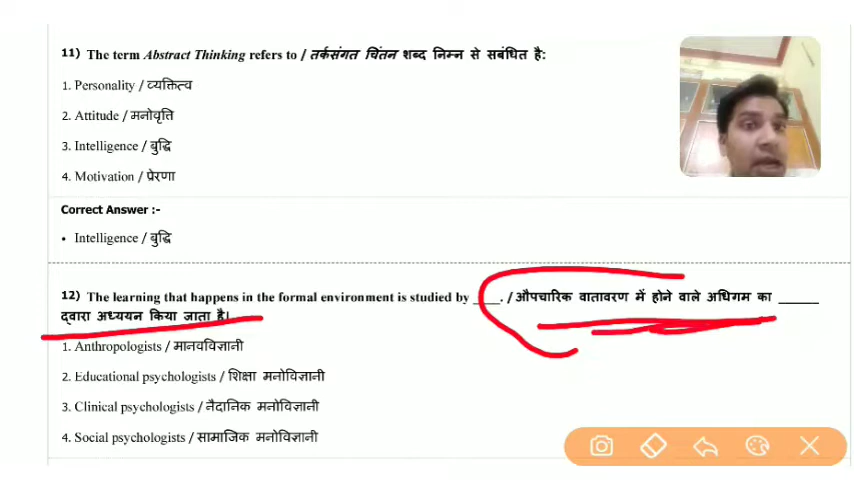 11) The term Abstract Thinking refers to / तर्कसंगत चिंतन शब्द निम्न से सबंधित है:
1. Personality / व्यक्तित्व
2. Attitude / मनोवृति
3. Intelligence / बुद्धि
4. Motivation / प्रेरणा
Correct Answer :-
• Intelligence / बुद्धि
12) The learning that happens in the formal environment is studied by ____. / औपचारिक वातावरण में होने वाले अधिगम का ______
द्वारा अध्ययन किया जाता है।
1. Anthropologists / मानवविज्ञानी
2. Educational psychologists / शिक्षा मनोविज्ञानी
3. Clinical psychologists / नैदानिक मनोविज्ञानी
4. Social psychologists / सामाजिक मनोविज्ञानी